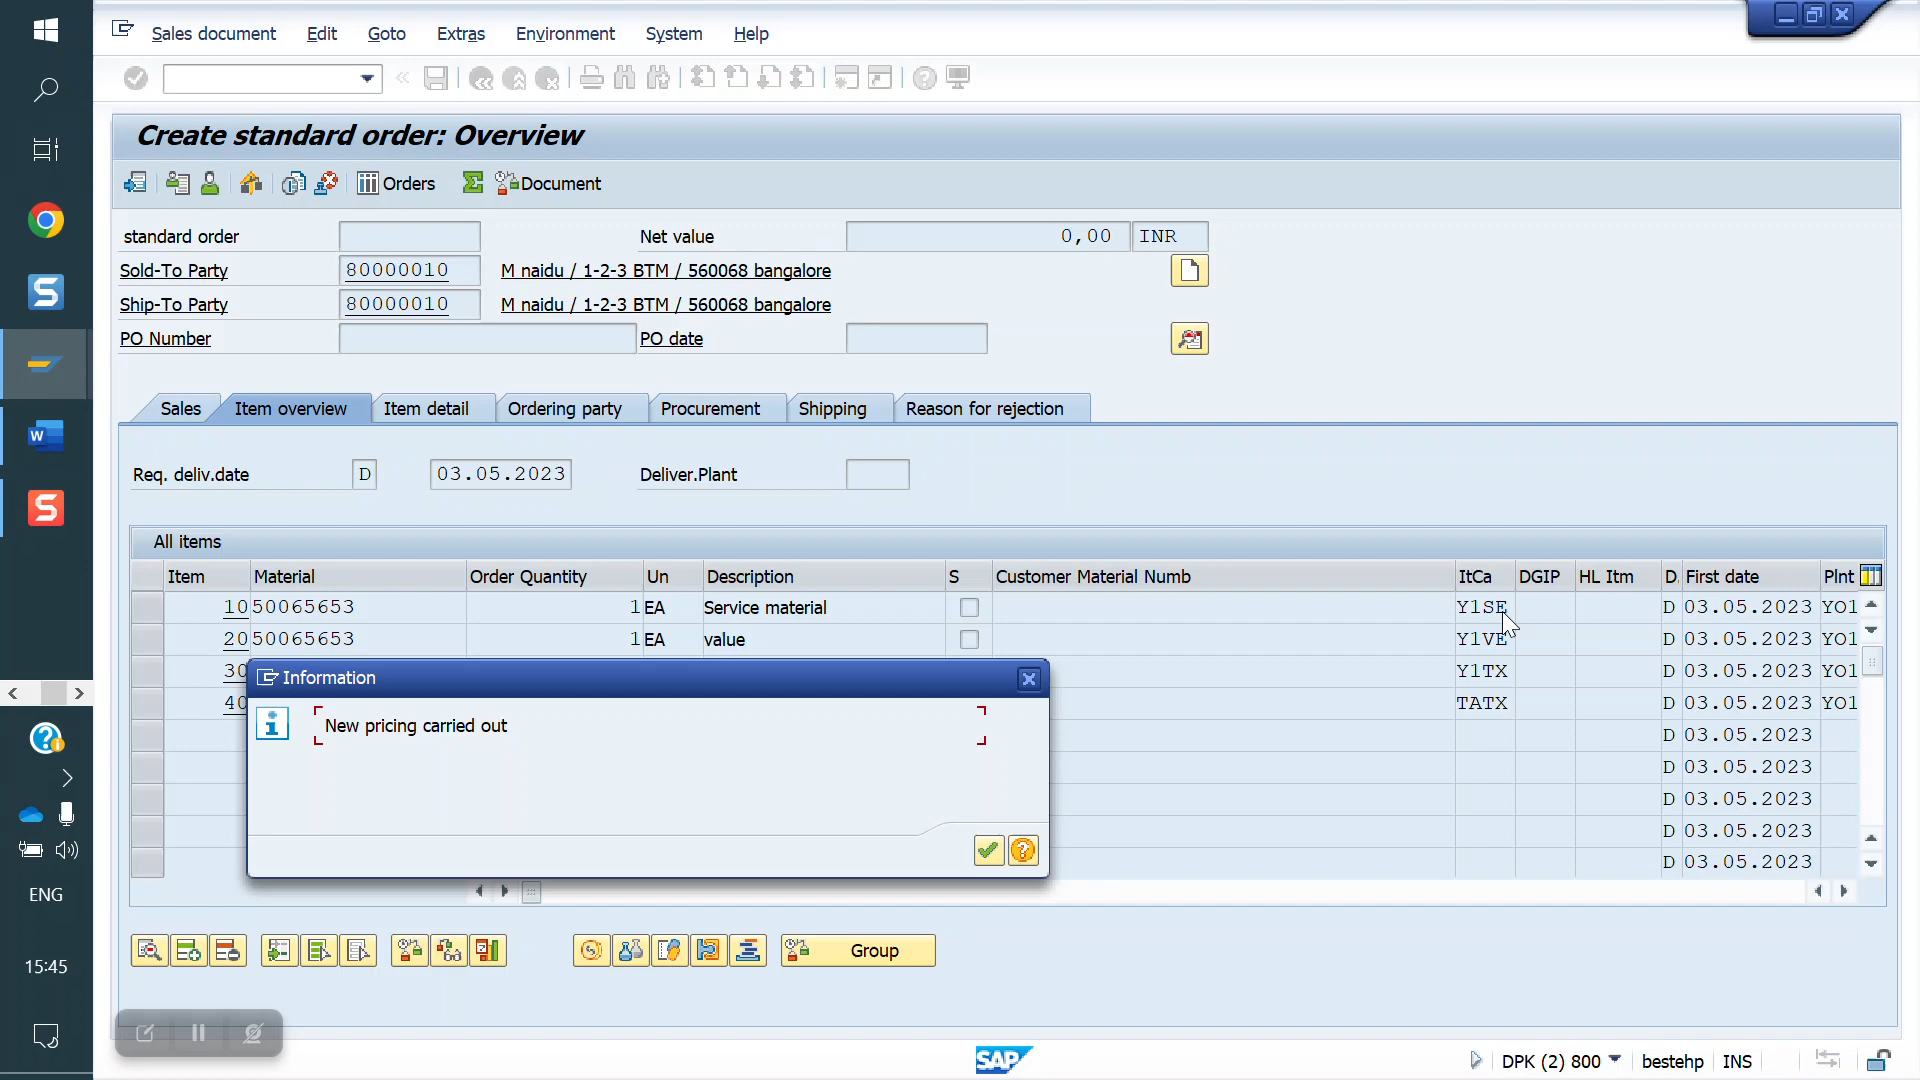 Sales document Edit Goto Extras Environment System Help
Create standard order: Overview
Orders Document
standard order Net value 0,00 INR
Sold-To Party 80000010 M naidu / 1-2-3 BTM / 560068 bangalore
Ship-To Party 80000010 M naidu / 1-2-3 BTM / 560068 bangalore
PO Number PO date
Sales Item overview Item detail Ordering party Procurement Shipping Reason for rejection
Req. deliv.date D 03.05.2023 Deliver.Plant
All items
Item Material Order Quantity Un Description S Customer Material Numb ItCa DGIP HL Itm D. First date Plnt
10 50065653 1 EA Service material Y1SE D 03.05.2023 YO1
20 50065653 1 EA value Y1VE D 03.05.2023 YO1
30 Y1TX D 03.05.2023 YO1
40 TATX D 03.05.2023 YO1
D 03.05.2023
D 03.05.2023
D 03.05.2023
D 03.05.2023
D 03.05.2023
Information
New pricing carried out
Group
ENG
15:45
SAP
DPK (2) 800 bestehp INS